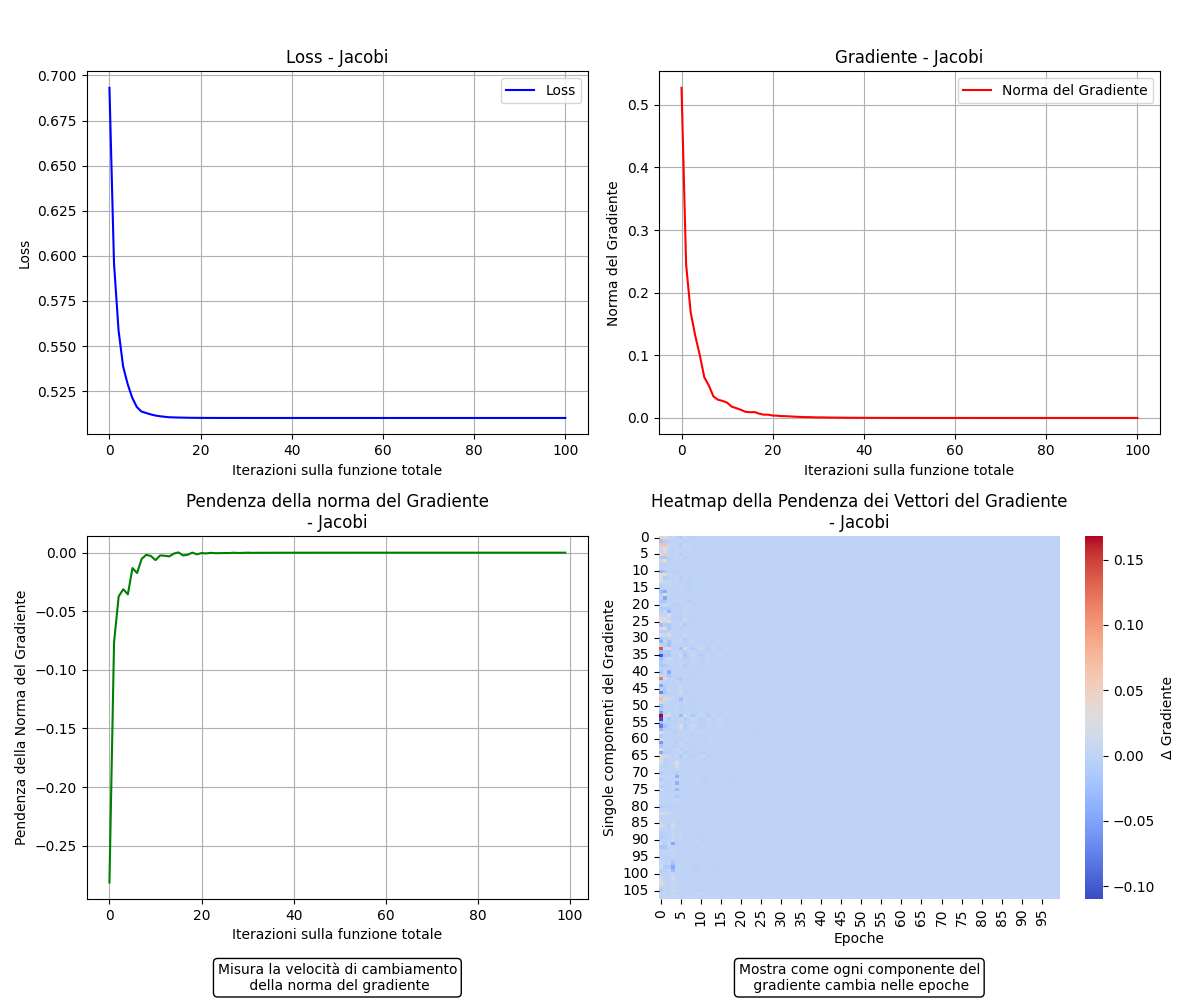 Loss - Jacobi
0.700
0.675
0.650
0.625
0.600
0.575
0.550
0.525
Loss
Loss
0 20 40 60 80 100
Iterazioni sulla funzione totale
Gradiente - Jacobi
0.5
0.4
0.3
0.2
0.1
0.0
Norma del Gradiente
Norma del Gradiente
0 20 40 60 80 100
Iterazioni sulla funzione totale
Pendenza della norma del Gradiente
- Jacobi
0.00
−0.05
−0.10
−0.15
−0.20
−0.25
Pendenza della Norma del Gradiente
0 20 40 60 80 100
Iterazioni sulla funzione totale
Misura la velocità di cambiamento
della norma del gradiente
Heatmap della Pendenza dei Vettori del Gradiente
- Jacobi
0
5
10
15
20
25
30
35
40
45
50
55
60
65
70
75
80
85
90
95
100
105
Singole componenti del Gradiente
0 5 10 15 20 25 30 35 40 45 50 55 60 65 70 75 80 85 90 95
Epoche
0.15
0.10
0.05
0.00
−0.05
−0.10
Δ Gradiente
Mostra come ogni componente del
gradiente cambia nelle epoche